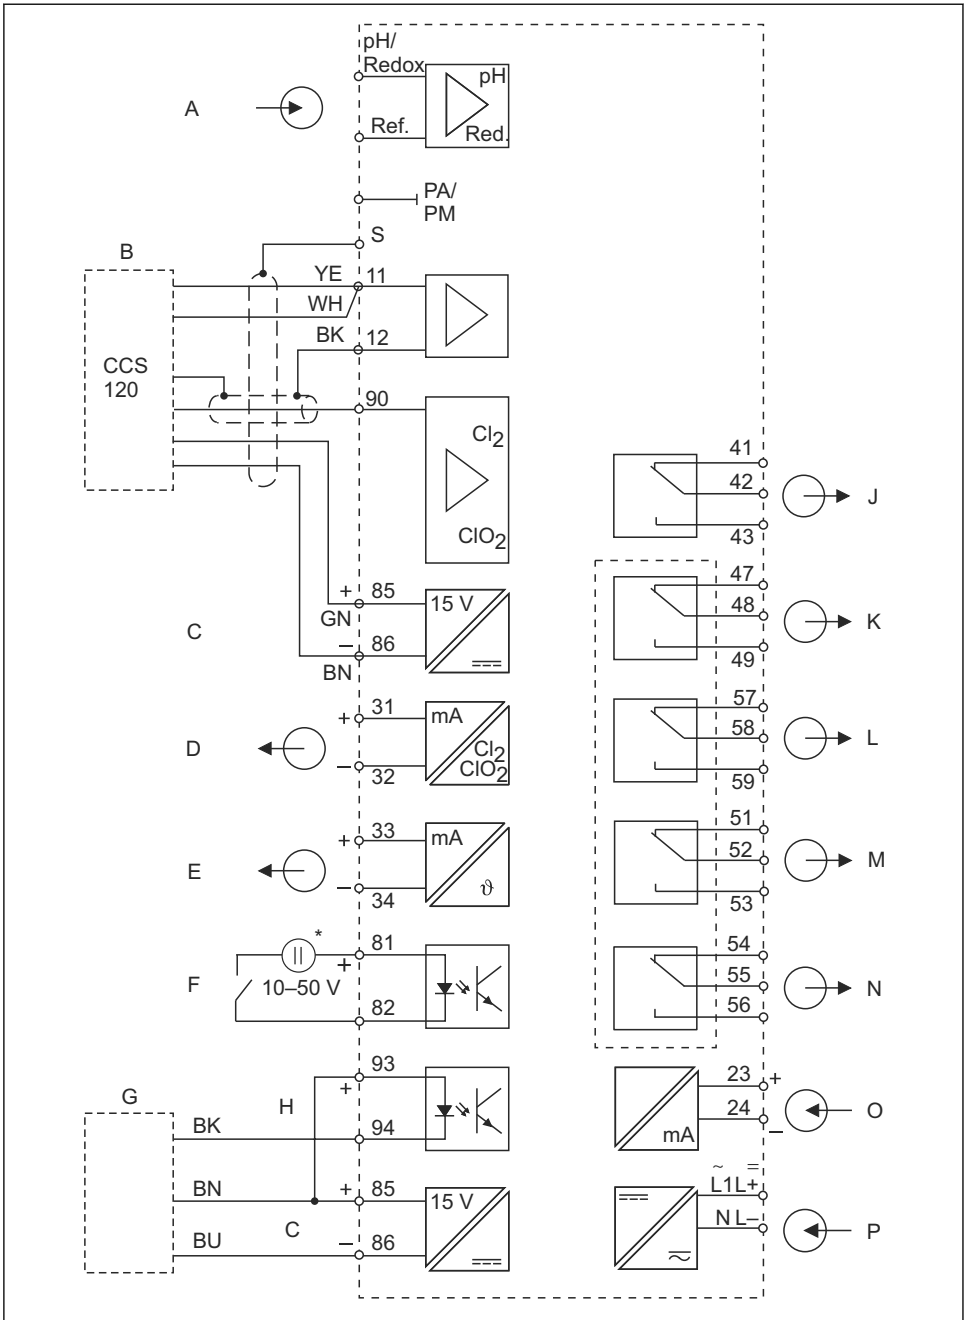 pH/
Redox
pH
A
Ref.
Red.
PA/
PM
S
B
YE 11
WH
BK 12
CCS
120
90
Cl2
ClO2
+ 85
15 V
GN
C
– 86
BN
31
+
mA
D
Cl2
ClO2
–
32
33
+
mA
E
ϑ
–
34
*
81
+
F
10–50 V
82
93
+
G
H
BK
94
BN
+ 85
15 V
C
BU
– 86
41
42
J
43
47
48
K
49
57
58
L
59
51
52
M
53
54
55
N
56
23
+
24
O
mA
–
~ =
L1L+
N L–
P